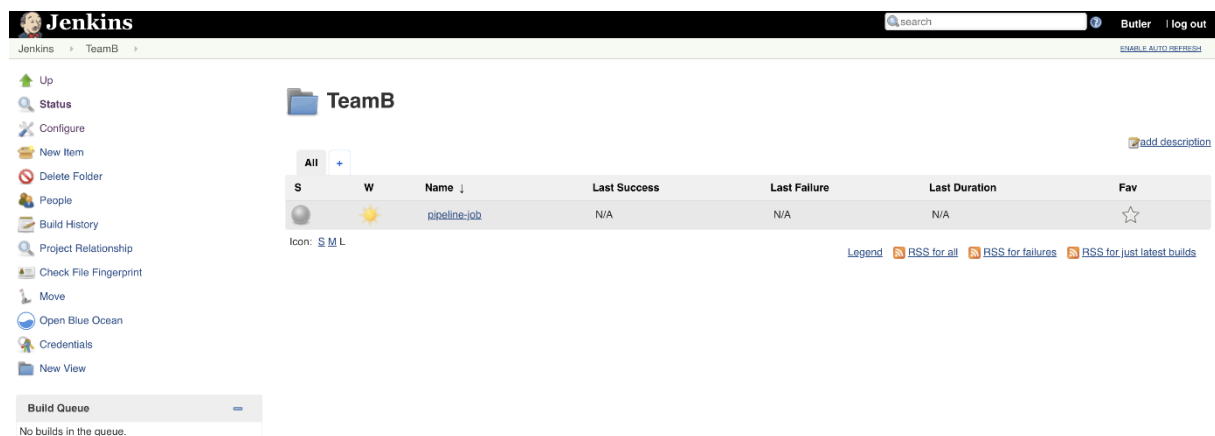 Jenkins
search
Butler | log out
Jenkins TeamB
ENABLE AUTO REFRESH
Up
Status
Configure
New Item
Delete Folder
People
Build History
Project Relationship
Check File Fingerprint
Move
Open Blue Ocean
Credentials
New View
Build Queue
No builds in the queue.
TeamB
add description
All +
S W Name ↓ Last Success Last Failure Last Duration Fav
pipeline-job N/A N/A N/A
Icon: S M L
Legend RSS for all RSS for failures RSS for just latest builds